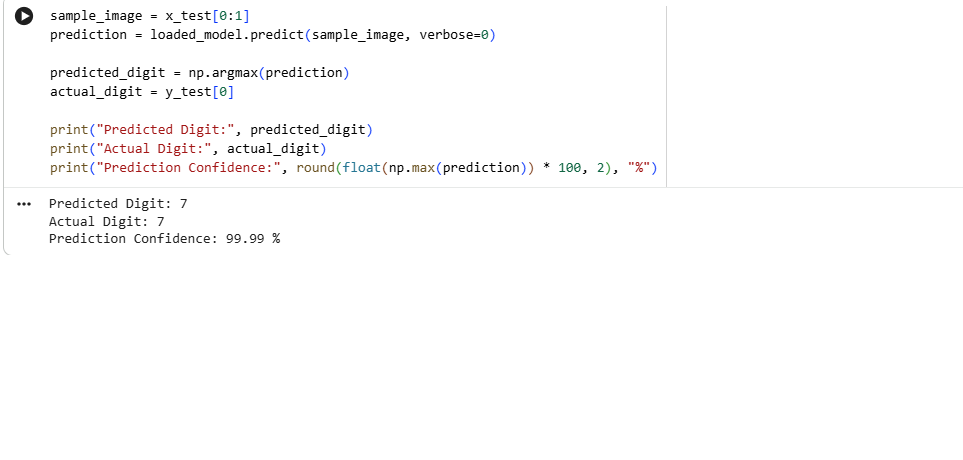 sample_image = x_test[0:1]
prediction = loaded_model.predict(sample_image, verbose=0)
predicted_digit = np.argmax(prediction)
actual_digit = y_test[0]
print("Predicted Digit:", predicted_digit)
print("Actual Digit:", actual_digit)
print("Prediction Confidence:", round(float(np.max(prediction)) * 100, 2), "%")
Predicted Digit: 7
Actual Digit: 7
Prediction Confidence: 99.99 %